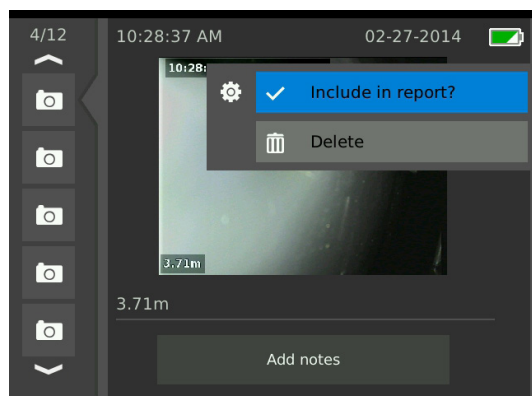 4/12
10:28:37 AM 02-27-2014
10:28:
Include in report?
Delete
3.71m
3.71m
Add notes